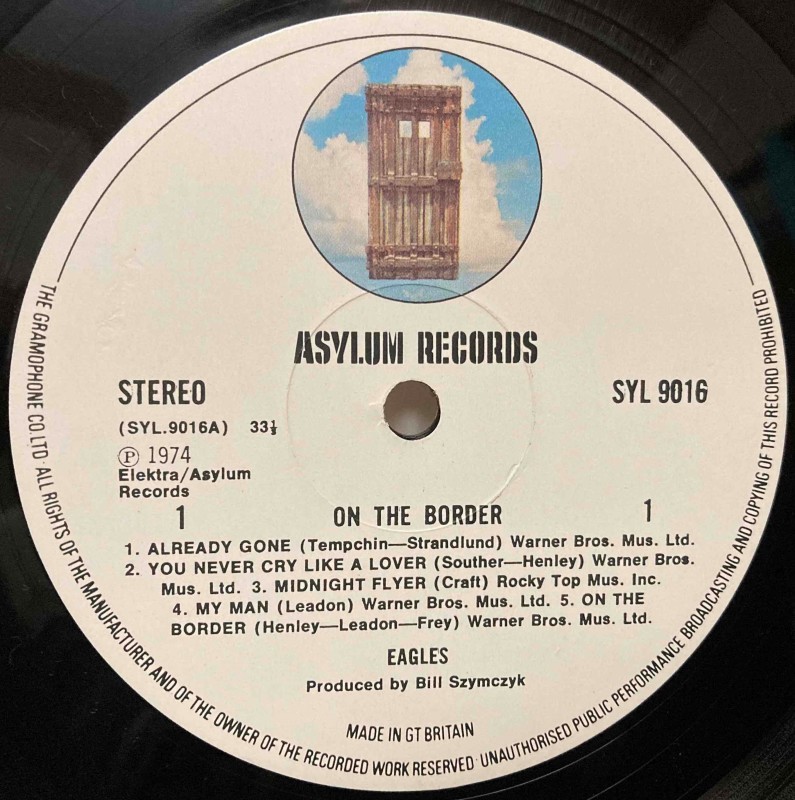 ASYLUM RECORDS
STEREO
SYL 9016
(SYL.9016A) 33⅓
Ⓟ 1974
Elektra/Asylum
Records
1 ON THE BORDER 1
1. ALREADY GONE (Tempchin—Strandlund) Warner Bros. Mus. Ltd.
2. YOU NEVER CRY LIKE A LOVER (Souther—Henley) Warner Bros.
Mus. Ltd. 3. MIDNIGHT FLYER (Craft) Rocky Top Mus. Inc.
4. MY MAN (Leadon) Warner Bros. Mus. Ltd. 5. ON THE
BORDER (Henley—Leadon—Frey) Warner Bros. Mus. Ltd.
EAGLES
Produced by Bill Szymczyk
MADE IN GT BRITAIN
THE GRAMOPHONE CO. LTD · ALL RIGHTS OF THE MANUFACTURER AND OF THE OWNER OF THE RECORDED WORK RESERVED · UNAUTHORISED PUBLIC PERFORMANCE BROADCASTING AND COPYING OF THIS RECORD PROHIBITED